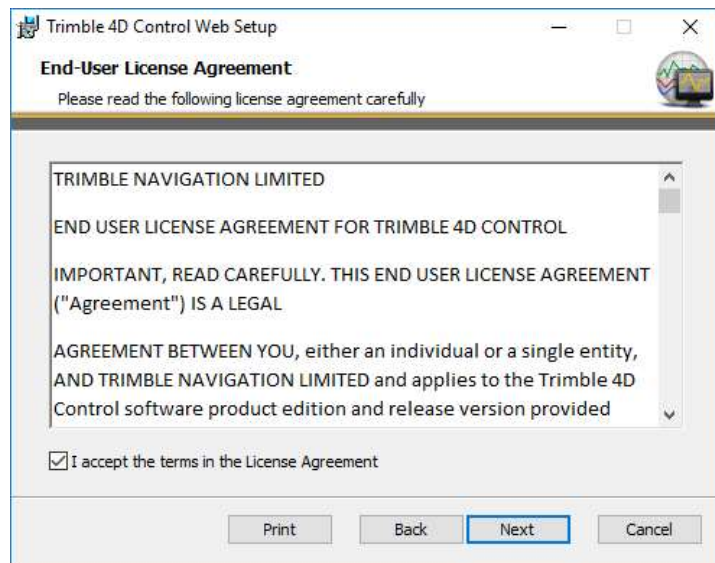 Trimble 4D Control Web Setup
End-User License Agreement
Please read the following license agreement carefully
TRIMBLE NAVIGATION LIMITED
END USER LICENSE AGREEMENT FOR TRIMBLE 4D CONTROL
IMPORTANT, READ CAREFULLY. THIS END USER LICENSE AGREEMENT
("Agreement") IS A LEGAL
AGREEMENT BETWEEN YOU, either an individual or a single entity,
AND TRIMBLE NAVIGATION LIMITED and applies to the Trimble 4D
Control software product edition and release version provided
I accept the terms in the License Agreement
Print Back Next Cancel